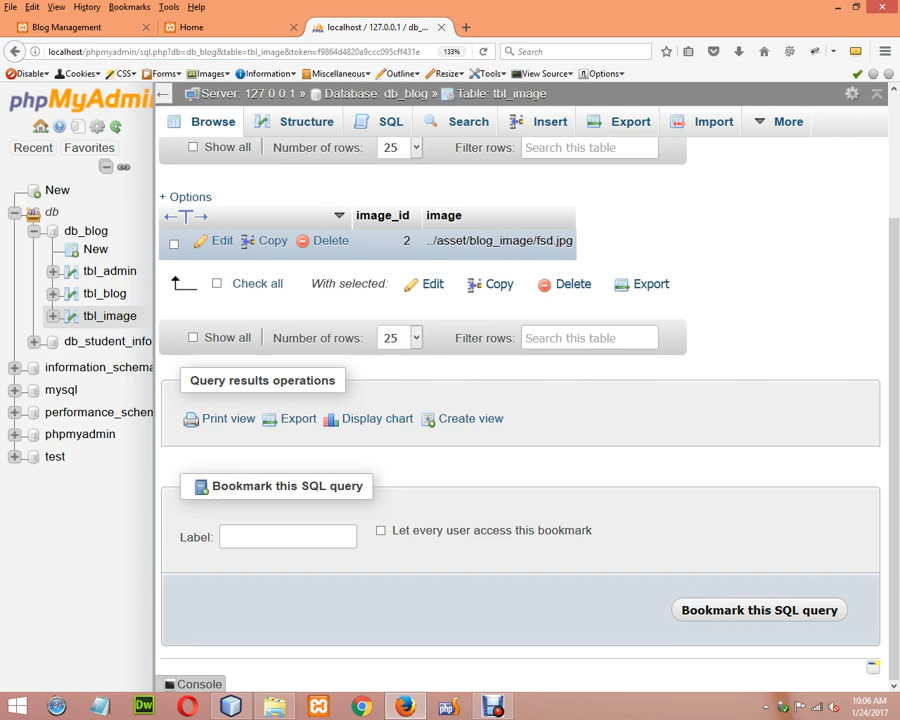 File Edit View History Bookmarks Tools Help
Blog Management
Home
localhost / 127.0.0.1 / db_...
localhost/phpmyadmin/sql.php?db=db_blog&table=tbl_image&token=f9864d4820a9ccc095cff431e
133%
Search
Disable Cookies CSS Forms Images Information Miscellaneous Outline Resize Tools View Source Options
phpMyAdmin
Server: 127.0.0.1 » Database: db_blog » Table: tbl_image
Browse Structure SQL Search Insert Export Import More
Recent Favorites
New
db
db_blog
New
tbl_admin
tbl_blog
tbl_image
db_student_info
information_schema
mysql
performance_schem
phpmyadmin
test
Show all Number of rows: 25 Filter rows: Search this table
+ Options
←T→ image_id image
Edit Copy Delete 2 ../asset/blog_image/fsd.jpg
Check all With selected: Edit Copy Delete Export
Show all Number of rows: 25 Filter rows: Search this table
Query results operations
Print view Export Display chart Create view
Bookmark this SQL query
Label: Let every user access this bookmark
Bookmark this SQL query
Console
Dw
php
10:06 AM
1/24/2017